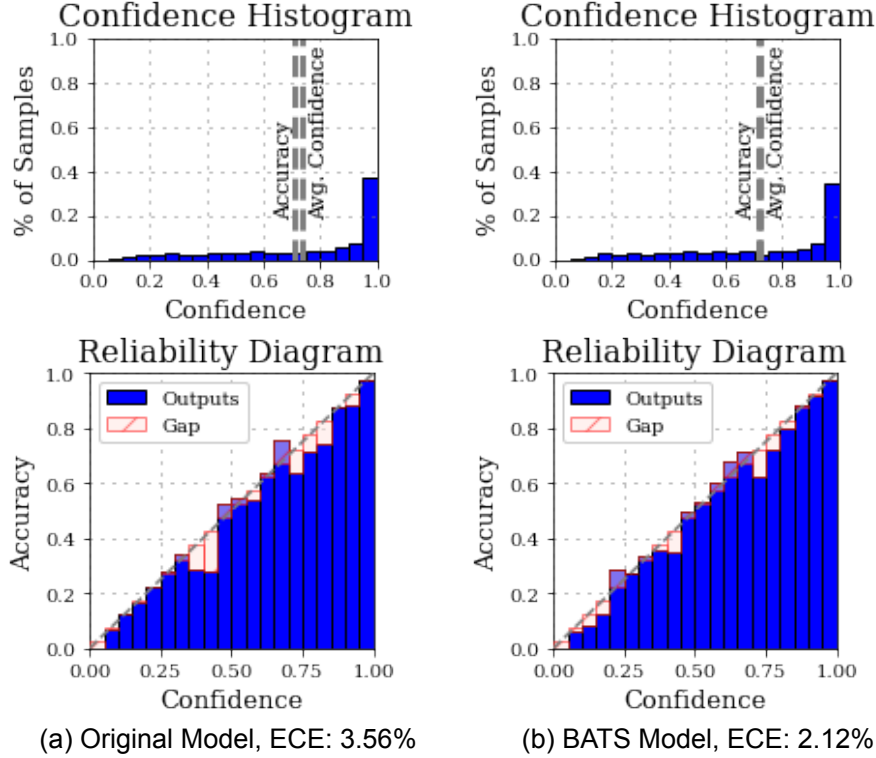 Confidence Histogram
1.0
0.8
0.6
0.4
0.2
0.0
% of Samples
Accuracy
Avg. Confidence
0.0 0.2 0.4 0.6 0.8 1.0
Confidence
Confidence Histogram
1.0
0.8
0.6
0.4
0.2
0.0
% of Samples
Accuracy
Avg. Confidence
0.0 0.2 0.4 0.6 0.8 1.0
Confidence
Reliability Diagram
1.0
0.8
0.6
0.4
0.2
0.0
Accuracy
Outputs
Gap
0.00 0.25 0.50 0.75 1.00
Confidence
Reliability Diagram
1.0
0.8
0.6
0.4
0.2
0.0
Accuracy
Outputs
Gap
0.00 0.25 0.50 0.75 1.00
Confidence
(a) Original Model, ECE: 3.56%
(b) BATS Model, ECE: 2.12%